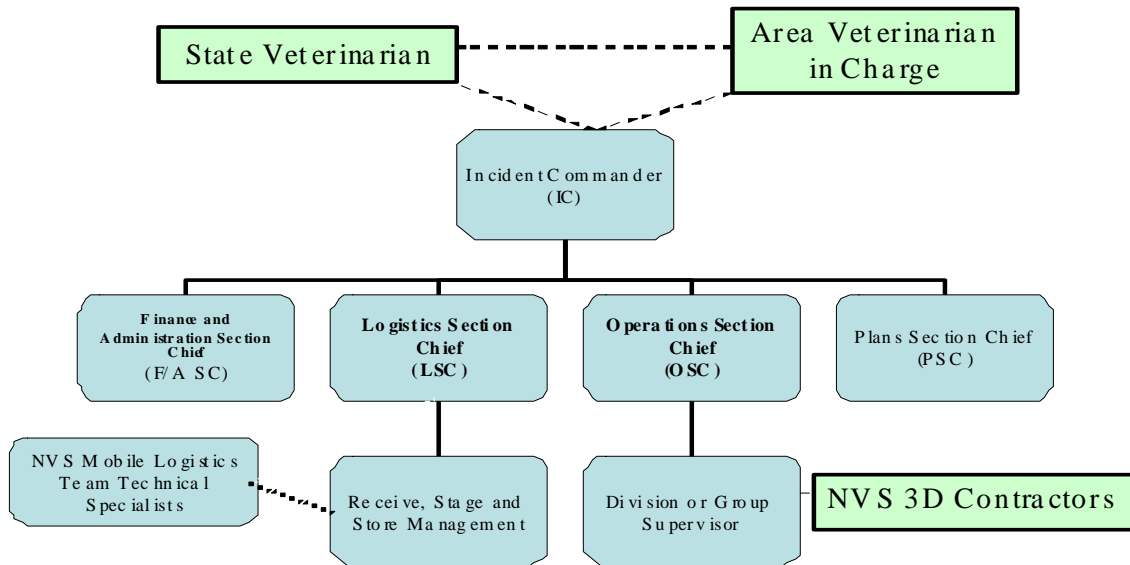 State Veterinarian
Area Veterinarian
in Charge
Incident Commander
(IC)
Finance and
Administration Section
Chief
(F/A SC)
Logistics Section
Chief
(LSC)
Operations Section
Chief
(OSC)
Plans Section Chief
(PSC)
NVS Mobile Logistics
Team Technical
Specialists
Receive, Stage and
Store Management
Division or Group
Supervisor
NVS 3D Contractors